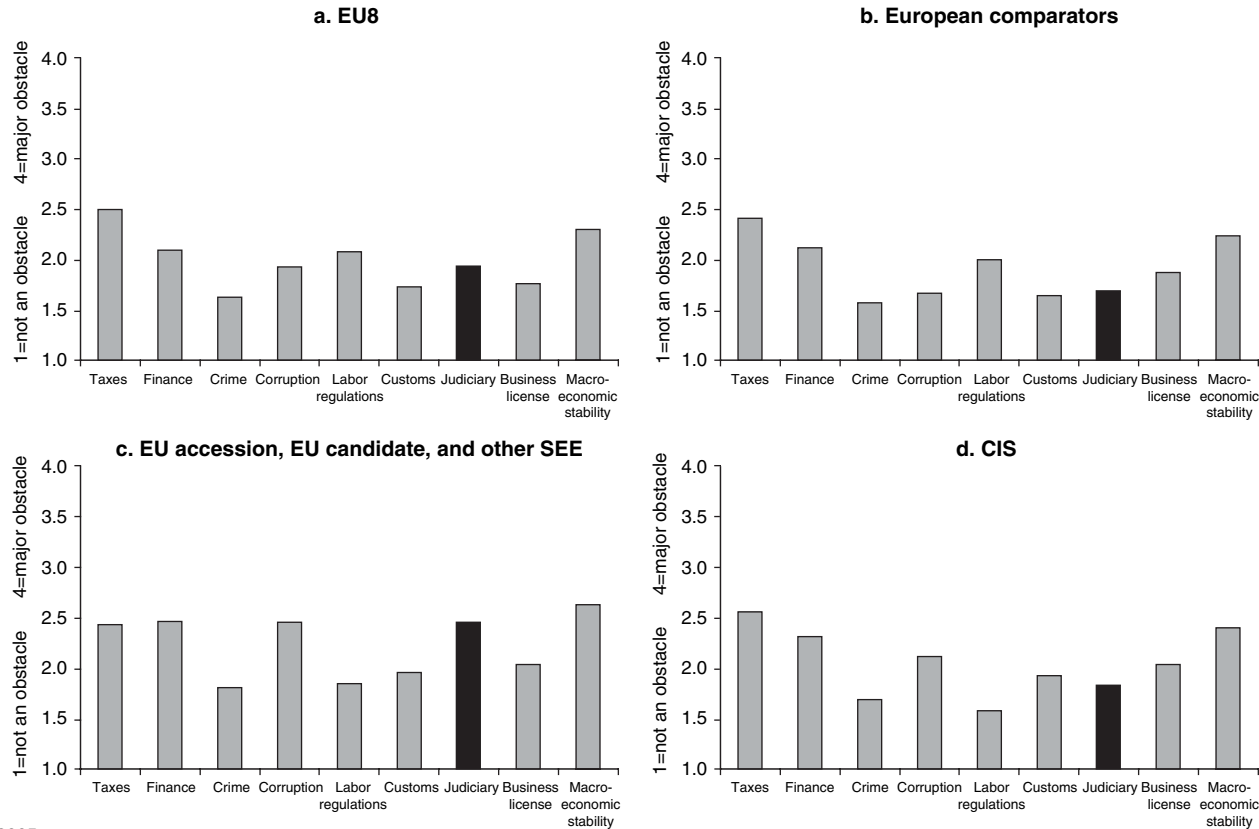 a. EU8
4=major obstacle
1=not an obstacle
4.0
3.5
3.0
2.5
2.0
1.5
1.0
Taxes Finance Crime Corruption Labor Customs Judiciary Business Macro-
regulations license economic
stability
b. European comparators
4=major obstacle
1=not an obstacle
4.0
3.5
3.0
2.5
2.0
1.5
1.0
Taxes Finance Crime Corruption Labor Customs Judiciary Business Macro-
regulations license economic
stability
c. EU accession, EU candidate, and other SEE
4=major obstacle
1=not an obstacle
4.0
3.5
3.0
2.5
2.0
1.5
1.0
Taxes Finance Crime Corruption Labor Customs Judiciary Business Macro-
regulations license economic
stability
d. CIS
4=major obstacle
1=not an obstacle
4.0
3.5
3.0
2.5
2.0
1.5
1.0
Taxes Finance Crime Corruption Labor Customs Judiciary Business Macro-
regulations license economic
stability